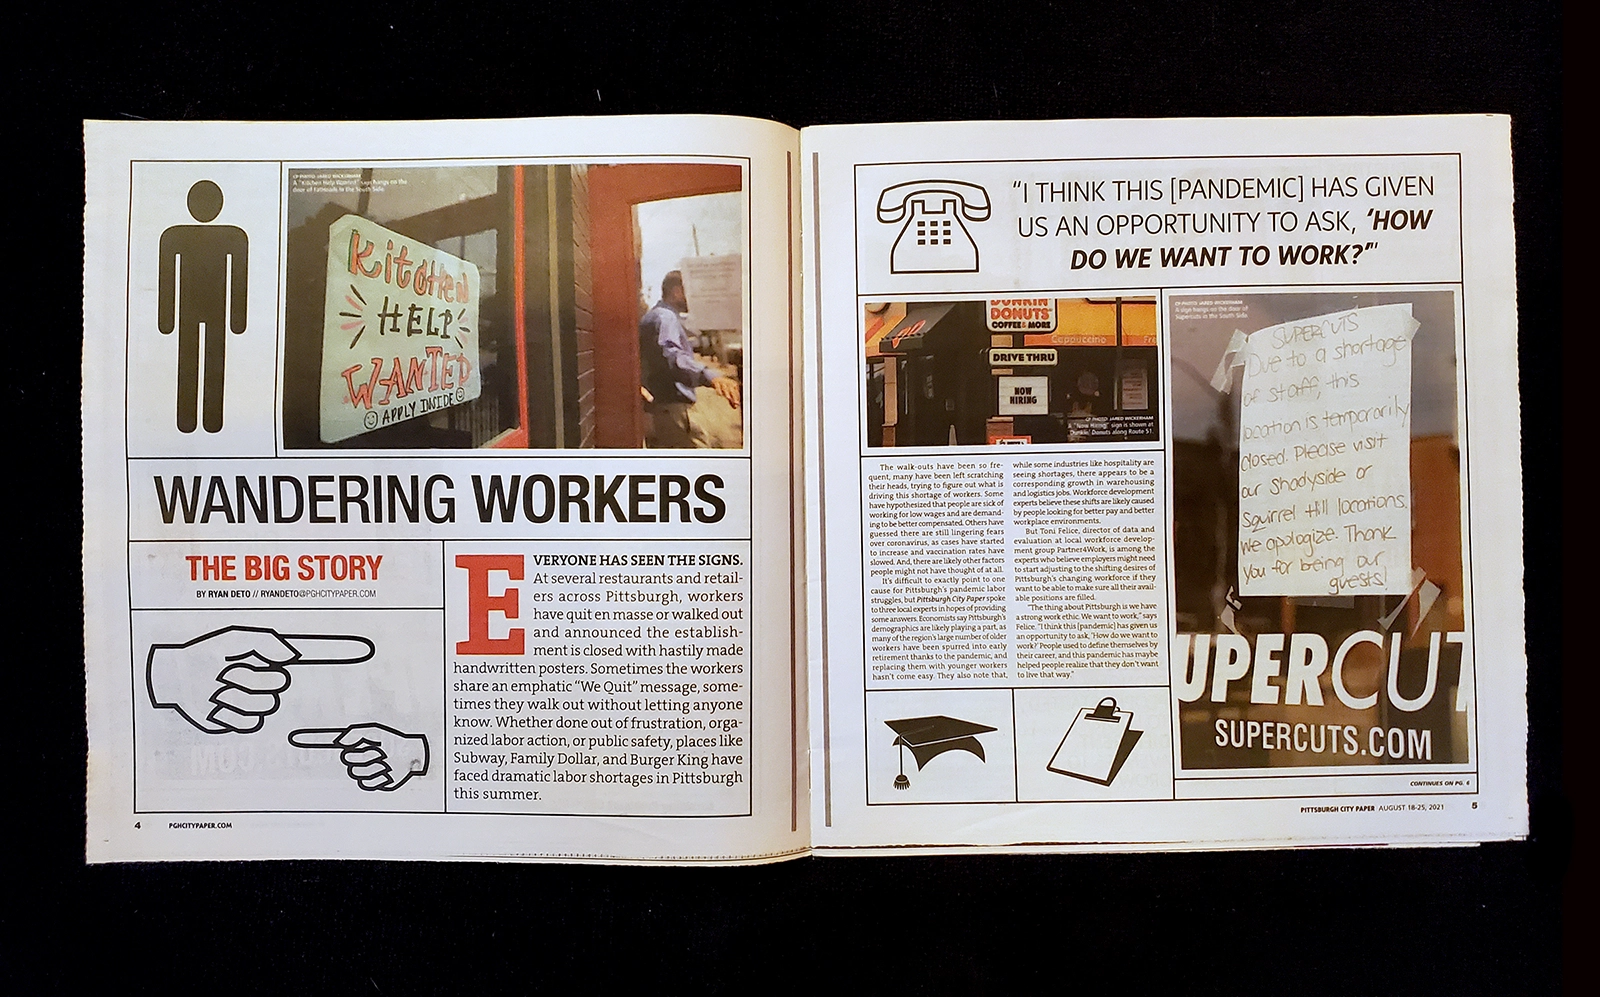 CP PHOTO: JARED WICKERHAM
A "Kitchen Help Wanted" sign hangs on the
door of Fatheads in the South Side.
Kitchen
HELP
WANTED
APPLY INSIDE
WANDERING WORKERS
THE BIG STORY
BY RYAN DETO // RYANDETO@PGHCITYPAPER.COM
EVERYONE HAS SEEN THE SIGNS.
At several restaurants and retail-
ers across Pittsburgh, workers
have quit en masse or walked out
and announced the establish-
ment is closed with hastily made
handwritten posters. Sometimes the workers
share an emphatic "We Quit" message, some-
times they walk out without letting anyone
know. Whether done out of frustration, orga-
nized labor action, or public safety, places like
Subway, Family Dollar, and Burger King have
faced dramatic labor shortages in Pittsburgh
this summer.
4 PGHCITYPAPER.COM
"I THINK THIS [PANDEMIC] HAS GIVEN
US AN OPPORTUNITY TO ASK, 'HOW
DO WE WANT TO WORK?'"
DUNKIN'
DONUTS
COFFEE & MORE
Cappuccino
DRIVE THRU
NOW
HIRING
CP PHOTO: JARED WICKERHAM
A "Now Hiring" sign is shown at
Dunkin' Donuts along Route 51.
The walk-outs have been so fre-
quent, many have been left scratching
their heads, trying to figure out what is
driving this shortage of workers. Some
have hypothesized that people are sick of
working for low wages and are demand-
ing to be better compensated. Others have
guessed there are still lingering fears
over coronavirus, as cases have started
to increase and vaccination rates have
slowed. And, there are likely other factors
people might not have thought of at all.
It's difficult to exactly point to one
cause for Pittsburgh's pandemic labor
struggles, but Pittsburgh City Paper spoke
to three local experts in hopes of providing
some answers. Economists say Pittsburgh's
demographics are likely playing a part, as
many of the region's large number of older
workers have been spurred into early
retirement thanks to the pandemic, and
replacing them with younger workers
hasn't come easy. They also note that,
while some industries like hospitality are
seeing shortages, there appears to be a
corresponding growth in warehousing
and logistics jobs. Workforce development
experts believe these shifts are likely caused
by people looking for better pay and better
workplace environments.
But Toni Felice, director of data and
evaluation at local workforce develop-
ment group Partner4Work, is among the
experts who believe employers might need
to start adjusting to the shifting desires of
Pittsburgh's changing workforce if they
want to be able to make sure all their avail-
able positions are filled.
"The thing about Pittsburgh is we have
a strong work ethic. We want to work," says
Felice. "I think this [pandemic] has given us
an opportunity to ask, 'How do we want to
work?' People used to define themselves by
their career, and this pandemic has maybe
helped people realize that they don't want
to live that way."
CP PHOTO: JARED WICKERHAM
A sign hangs on the door of
Supercuts in the South Side.
SUPERCUTS
Due to a shortage
of staff, this
location is temporarily
closed. Please visit
our Shadyside or
Squirrel Hill locations.
We apologize. Thank
you for being our
guests!
UPERCUT
SUPERCUTS.COM
CONTINUES ON PG. 6
PITTSBURGH CITY PAPER AUGUST 18-25, 2021 5